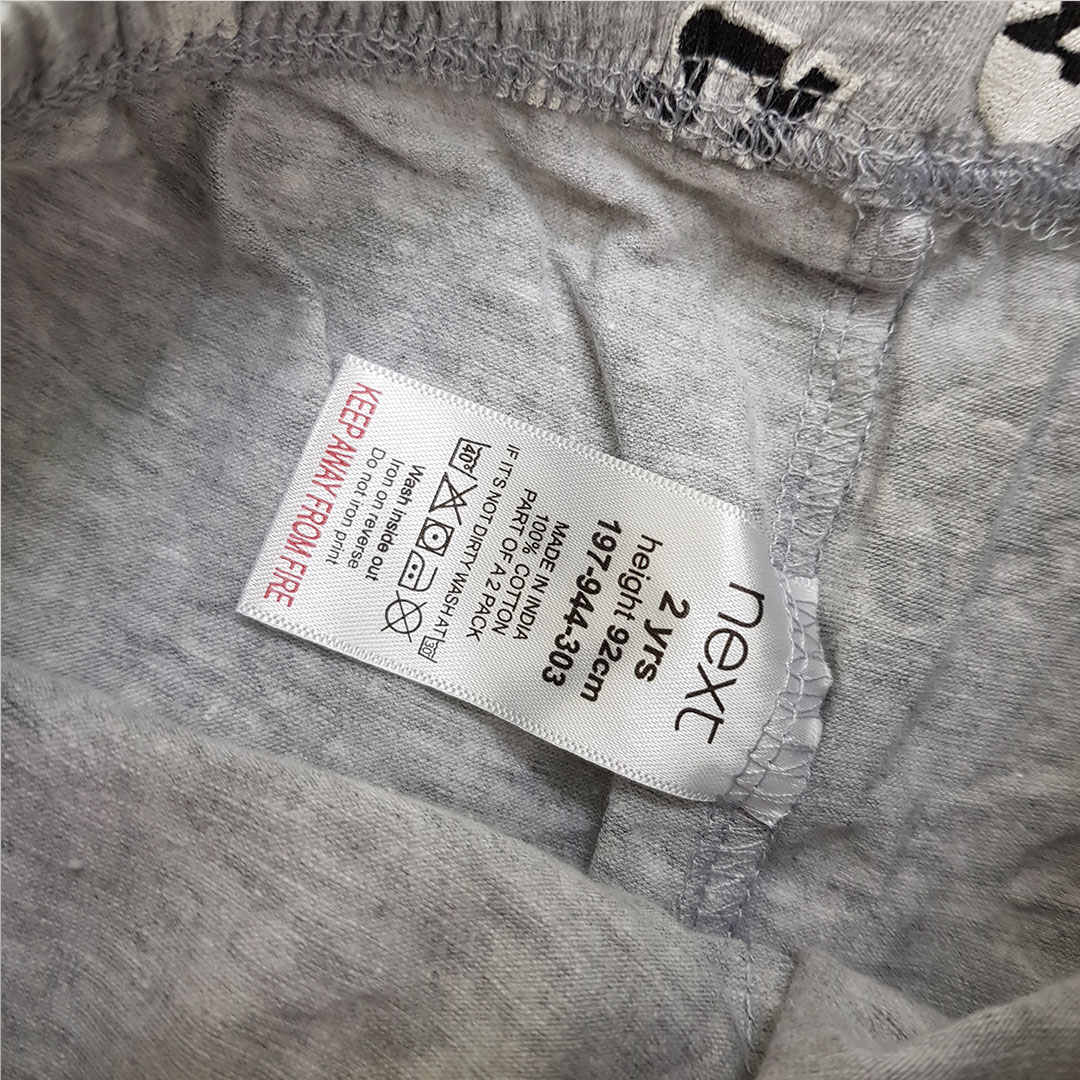 next
2 yrs
height 92cm
197-944-303
MADE IN INDIA
100% COTTON
PART OF A 2 PACK
IF IT'S NOT DIRTY WASH AT 30°
40°
Wash inside out
Iron on reverse
Do not iron print
KEEP AWAY FROM FIRE